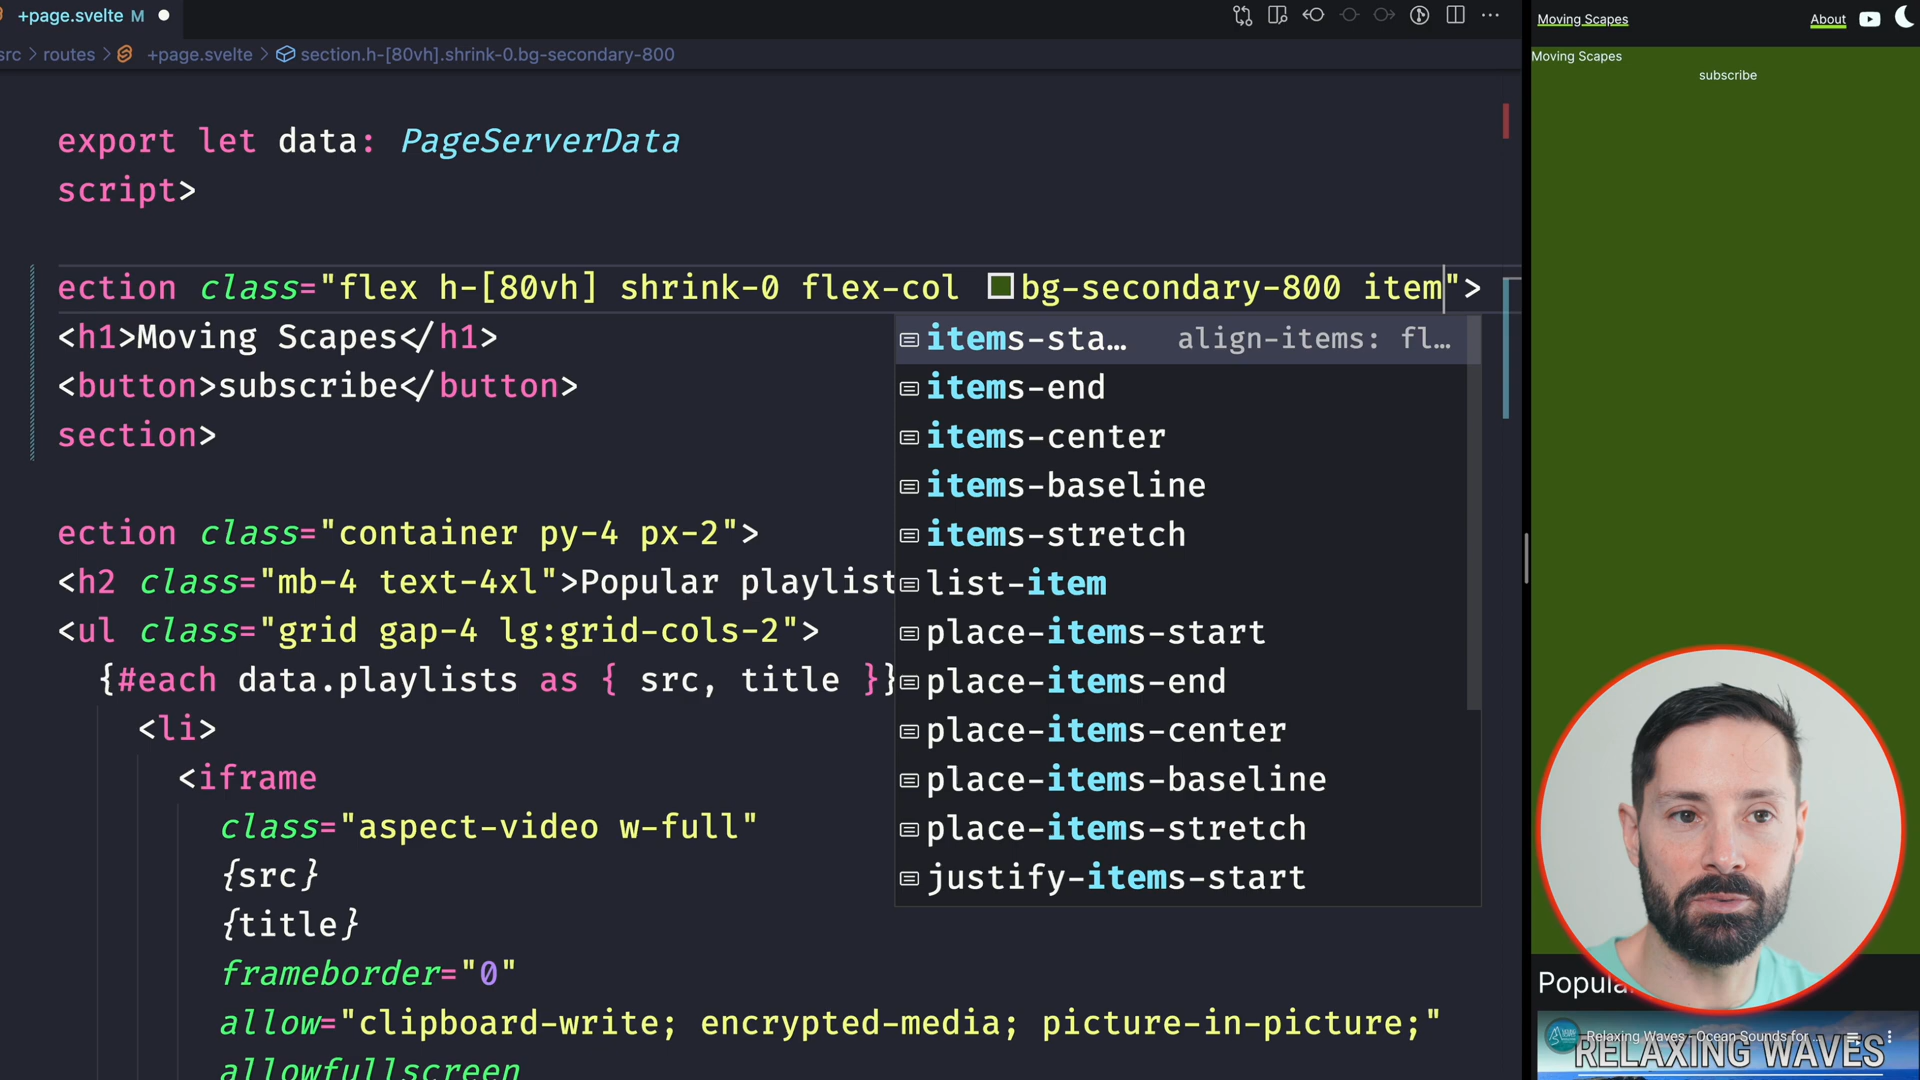 +page.svelte M
src > routes > +page.svelte > section.h-[80vh].shrink-0.bg-secondary-800
export let data: PageServerData
script>
ection class="flex h-[80vh] shrink-0 flex-col bg-secondary-800 item">
<h1>Moving Scapes</h1>
<button>subscribe</button>
section>
ection class="container py-4 px-2">
<h2 class="mb-4 text-4xl">Popular playlist
<ul class="grid gap-4 lg:grid-cols-2">
{#each data.playlists as { src, title }}
<li>
<iframe
class="aspect-video w-full"
{src}
{title}
frameborder="0"
allow="clipboard-write; encrypted-media; picture-in-picture;"
allowfullscreen
items-sta… align-items: fl…
items-end
items-center
items-baseline
items-stretch
list-item
place-items-start
place-items-end
place-items-center
place-items-baseline
place-items-stretch
justify-items-start
Moving Scapes About
Moving Scapes
subscribe
Popula
Relaxing Waves - Ocean Sounds for ...
RELAXING WAVES